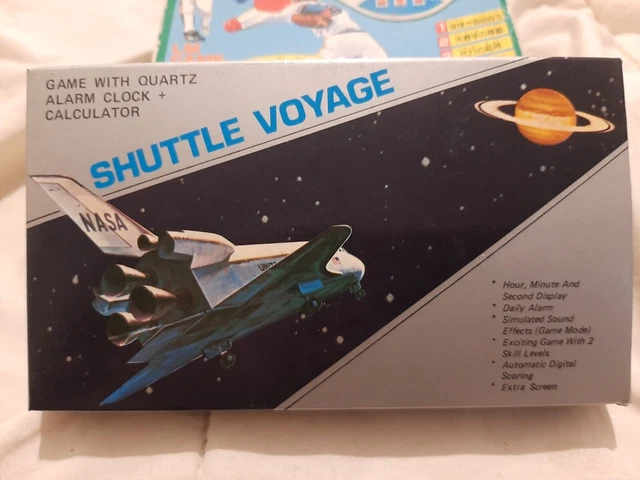 GAME WITH QUARTZ
ALARM CLOCK +
CALCULATOR
SHUTTLE VOYAGE
NASA
UNIT
* Hour, Minute And
Second Display
* Daily Alarm
* Simulated Sound
Effects (Game Mode)
* Exciting Game With 2
Skill Levels
* Automatic Digital
Scoring
* Extra Screen